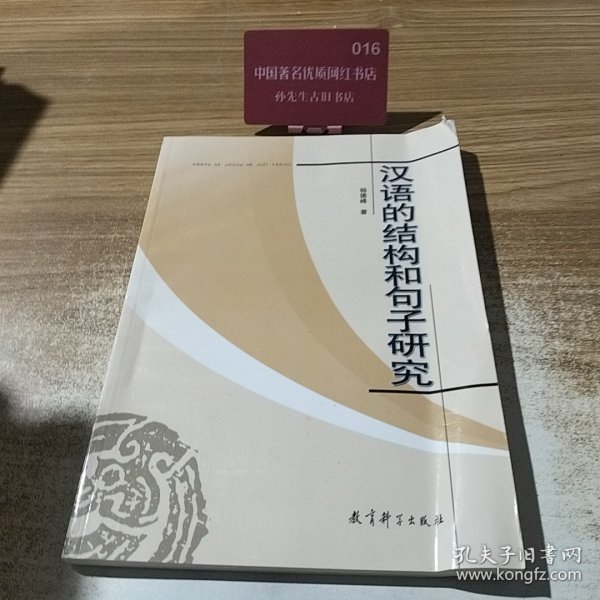 016
中国著名优质网红书店
孙先生古旧书店
HANYU DE JIEGOU HE JUZI YANJIU
汉语的结构和句子研究
杨德峰 著
教育科学出版社
孔夫子旧书网
www.kongfz.com